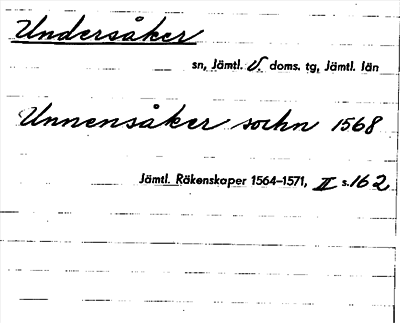 Undersåker
sn, Jämtl. V. doms. tg, Jämtl. län
Unnensåker sochn 1568
Jämtl. Räkenskaper 1564–1571, II s. 162